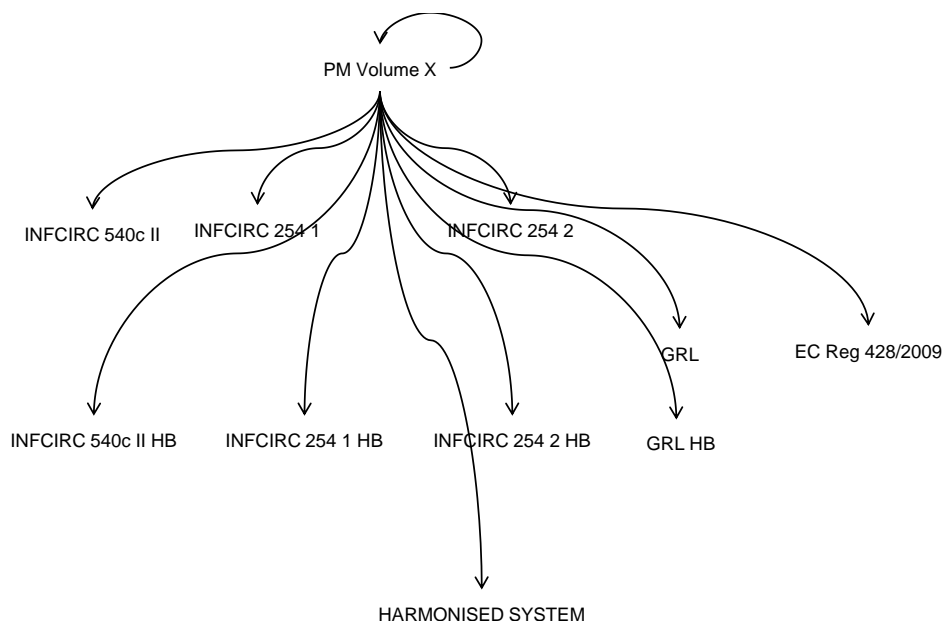 PM Volume X
INFCIRC 540c II
INFCIRC 254 1
INFCIRC 254 2
GRL
EC Reg 428/2009
INFCIRC 540c II HB
INFCIRC 254 1 HB
INFCIRC 254 2 HB
GRL HB
HARMONISED SYSTEM